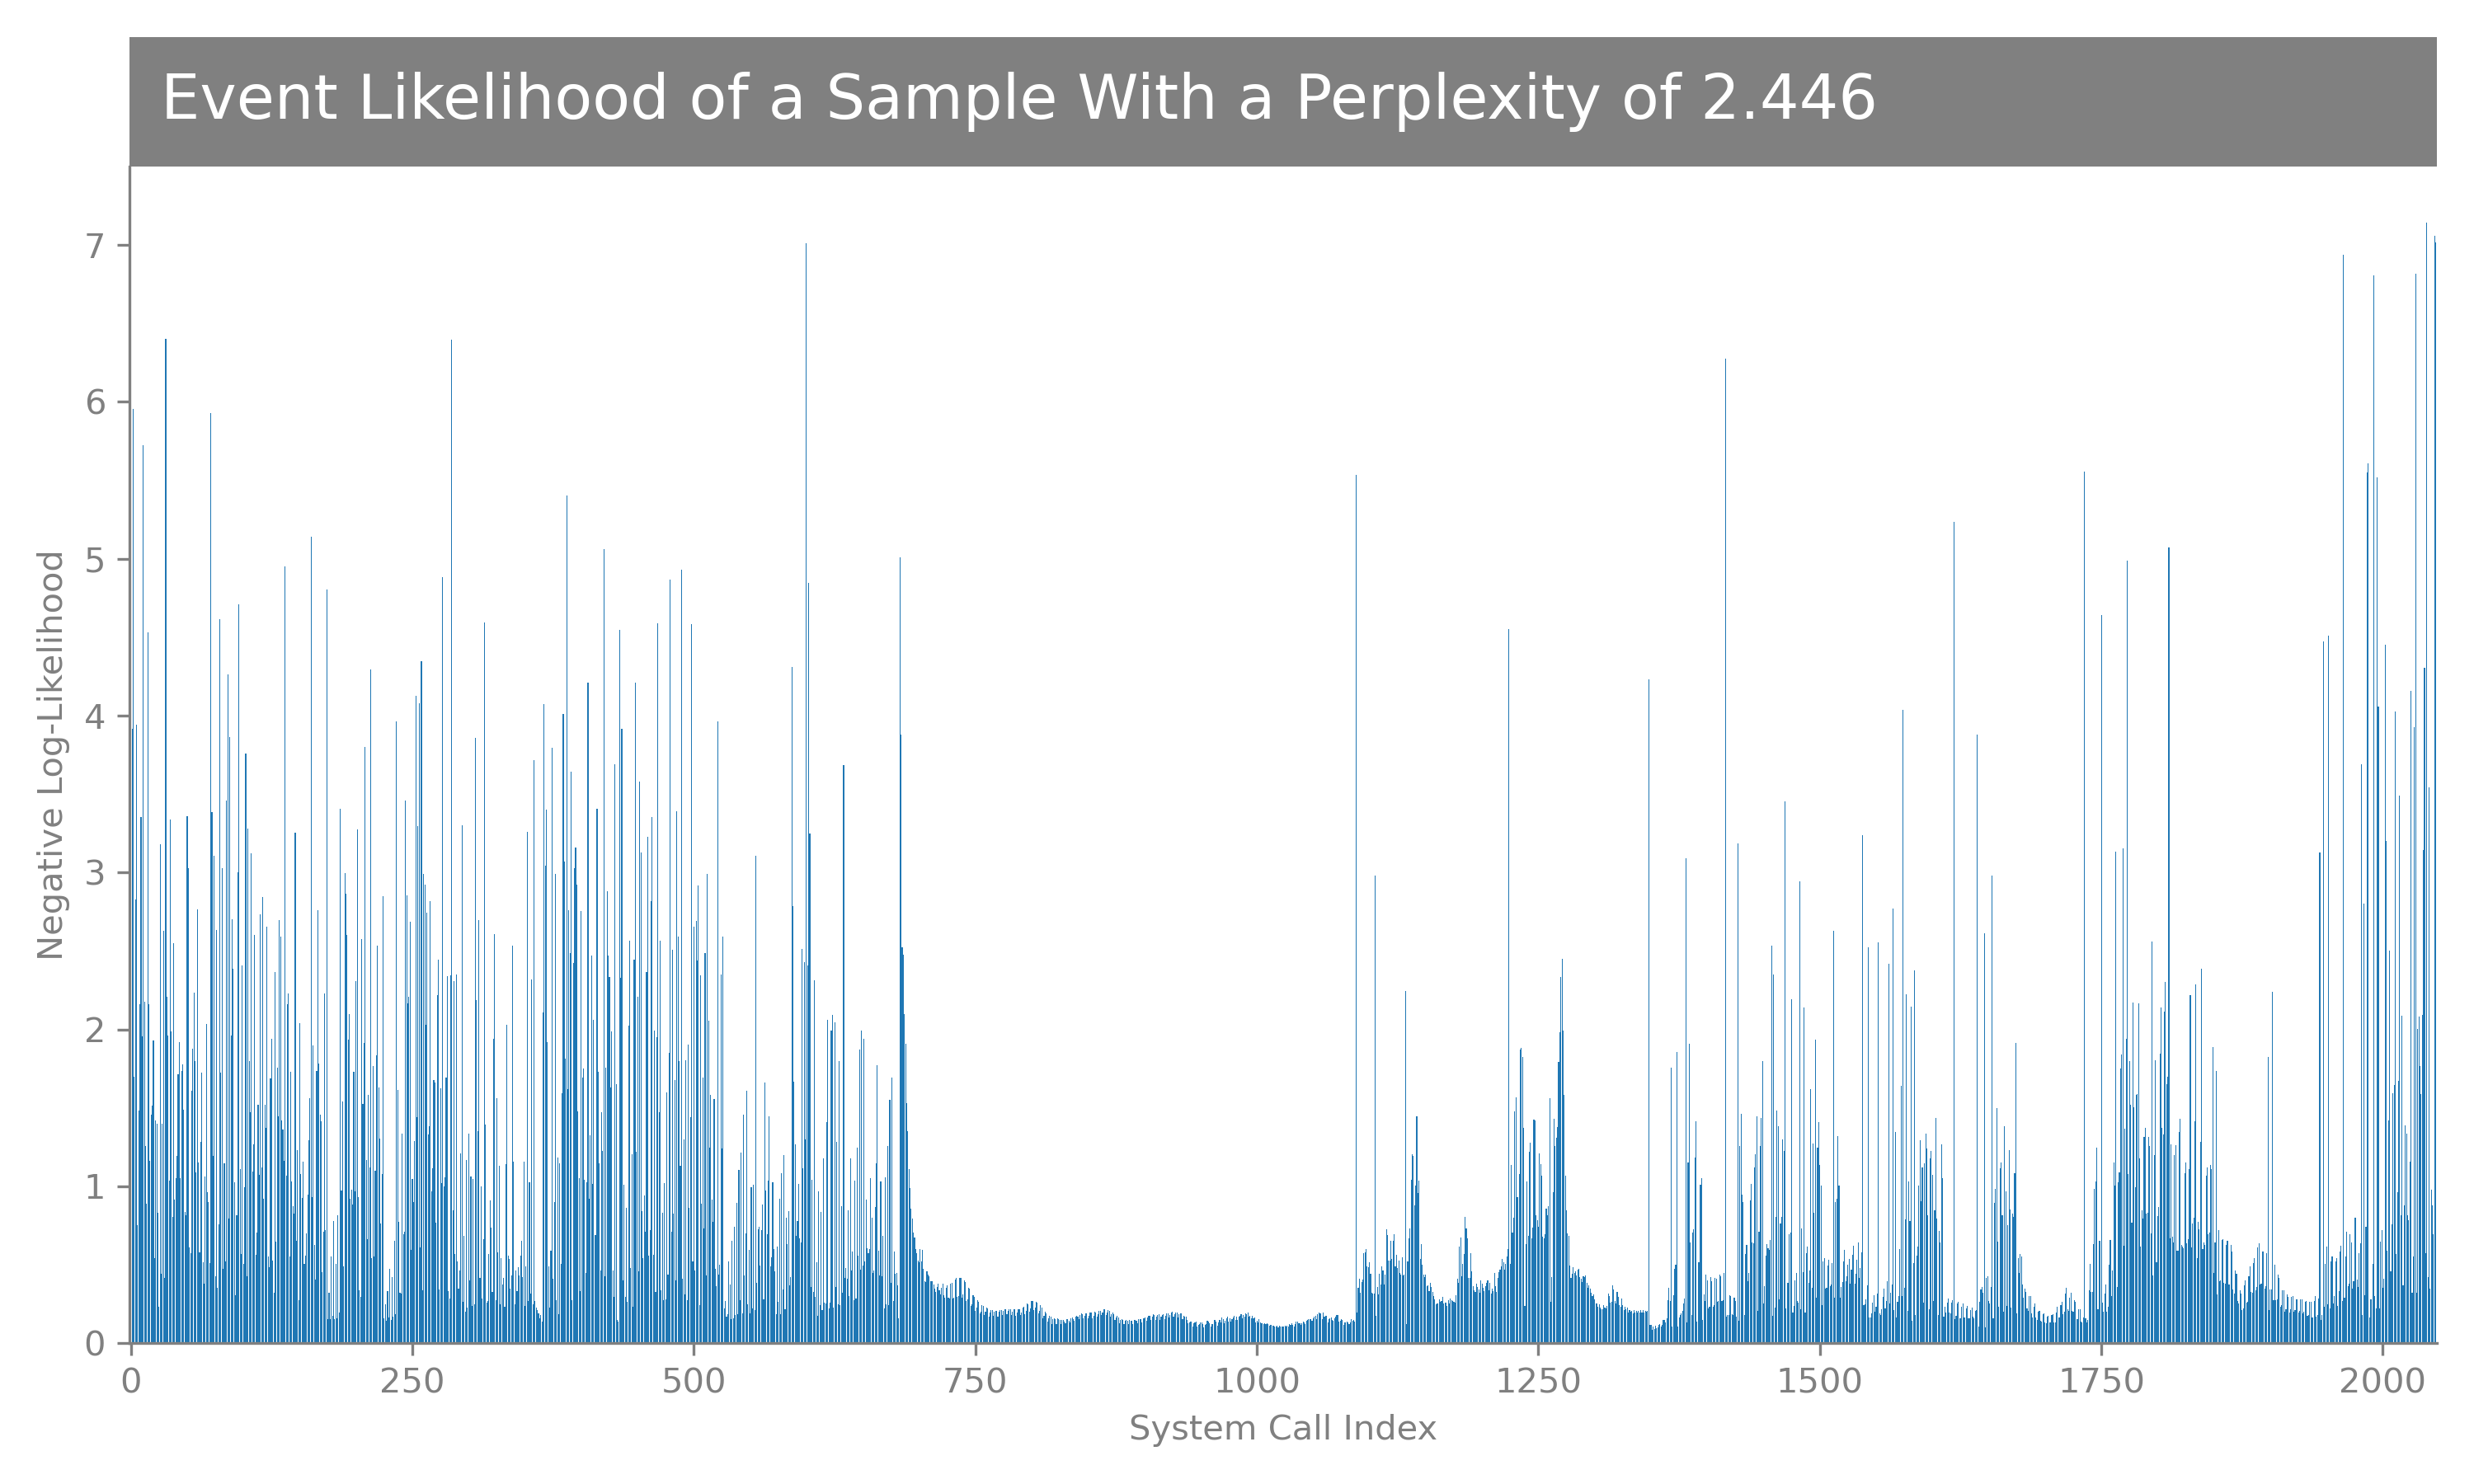 Event Likelihood of a Sample With a Perplexity of 2.446
7
6
5
4
3
2
1
0
Negative Log-Likelihood
0 250 500 750 1000 1250 1500 1750 2000
System Call Index